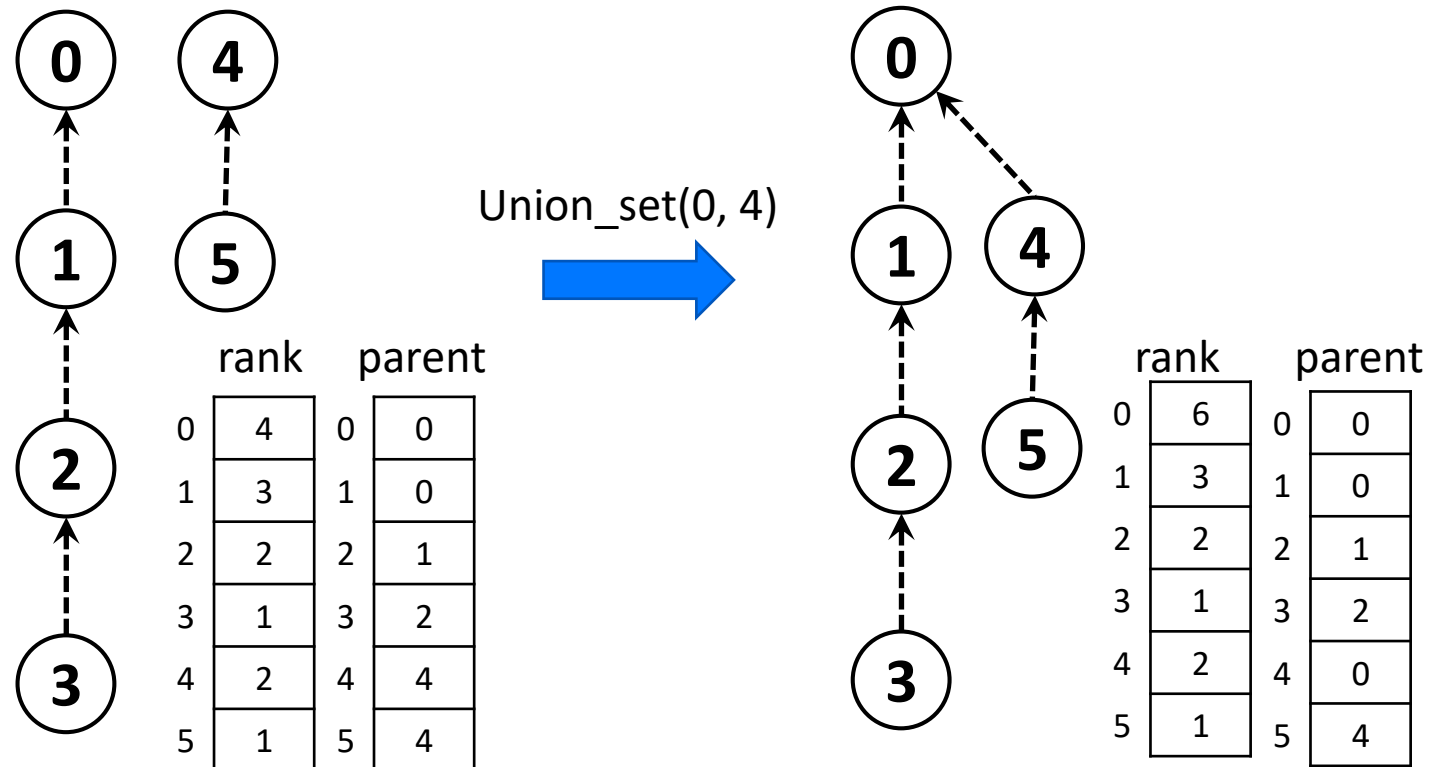 0 4
1 5
2
3
rank parent
0 4 0 0
1 3 1 0
2 2 2 1
3 1 3 2
4 2 4 4
5 1 5 4
Union_set(0, 4)
0
1 4
2 5
3
rank parent
0 6 0 0
1 3 1 0
2 2 2 1
3 1 3 2
4 2 4 0
5 1 5 4